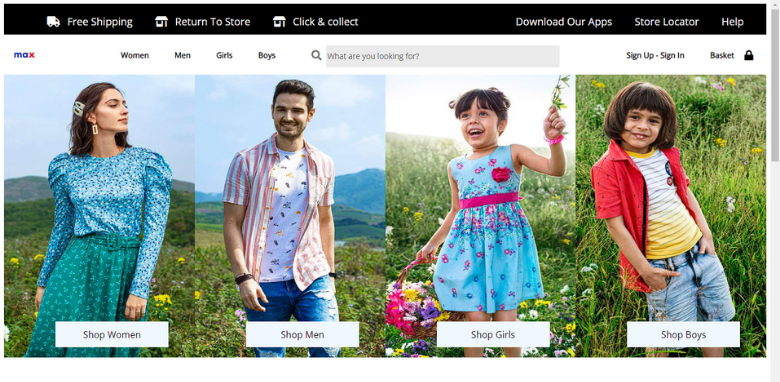 Free Shipping Return To Store Click & collect Download Our Apps Store Locator Help
max Women Men Girls Boys What are you looking for? Sign Up - Sign In Basket
Shop Women Shop Men Shop Girls Shop Boys